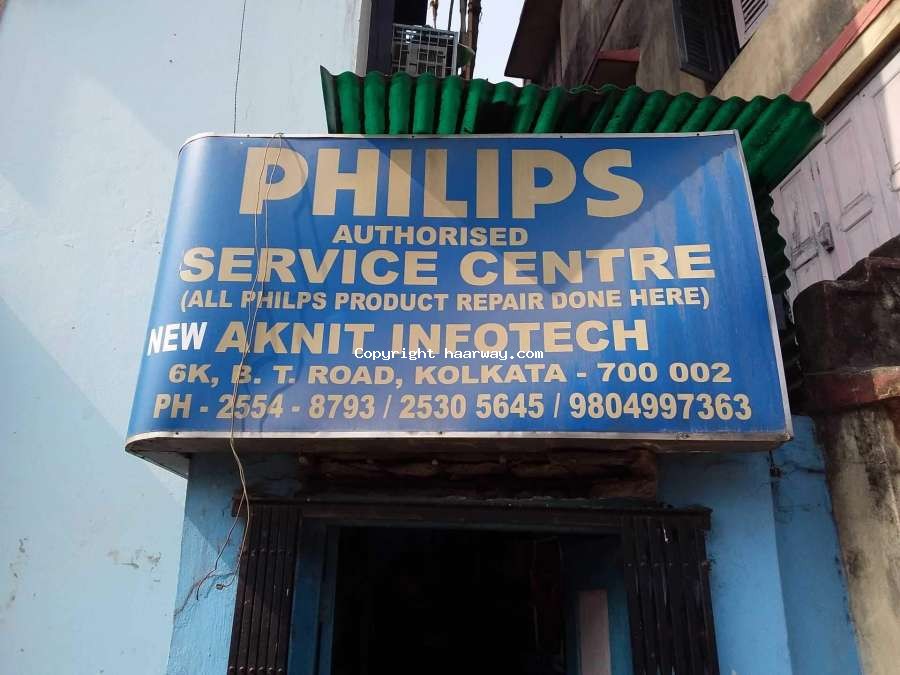 PHILIPS
AUTHORISED
SERVICE CENTRE
(ALL PHILPS PRODUCT REPAIR DONE HERE)
NEW AKNIT INFOTECH
Copyright haarway.com
6K, B. T. ROAD, KOLKATA - 700 002
PH - 2554 - 8793 / 2530 5645 / 9804997363